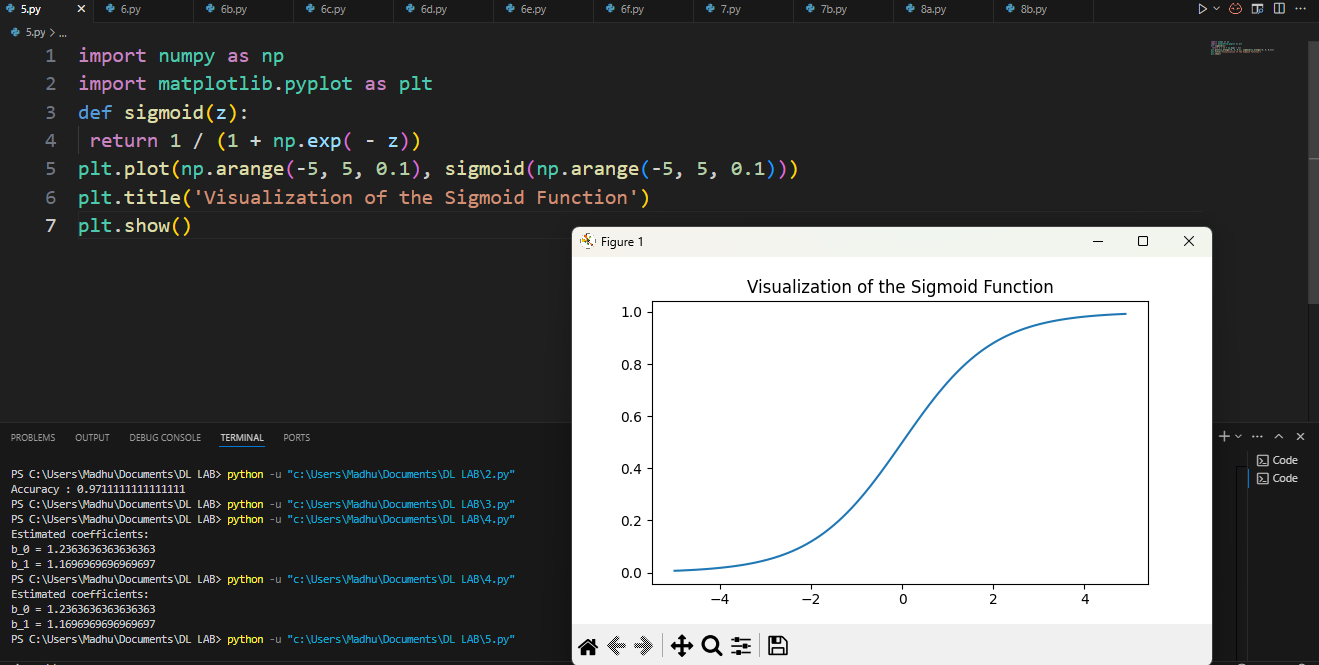 5.py
6.py
6b.py
6c.py
6d.py
6e.py
6f.py
7.py
7b.py
8a.py
8b.py
5.py > ...
1 import numpy as np
2 import matplotlib.pyplot as plt
3 def sigmoid(z):
4 return 1 / (1 + np.exp( - z))
5 plt.plot(np.arange(-5, 5, 0.1), sigmoid(np.arange(-5, 5, 0.1)))
6 plt.title('Visualization of the Sigmoid Function')
7 plt.show()
Figure 1
Visualization of the Sigmoid Function
1.0
0.8
0.6
0.4
0.2
0.0
−4 −2 0 2 4
PROBLEMS OUTPUT DEBUG CONSOLE TERMINAL PORTS
PS C:\Users\Madhu\Documents\DL LAB> python -u "c:\Users\Madhu\Documents\DL LAB\2.py"
Accuracy : 0.9711111111111111
PS C:\Users\Madhu\Documents\DL LAB> python -u "c:\Users\Madhu\Documents\DL LAB\3.py"
PS C:\Users\Madhu\Documents\DL LAB> python -u "c:\Users\Madhu\Documents\DL LAB\4.py"
Estimated coefficients:
b_0 = 1.2363636363636363
b_1 = 1.1696969696969697
PS C:\Users\Madhu\Documents\DL LAB> python -u "c:\Users\Madhu\Documents\DL LAB\4.py"
Estimated coefficients:
b_0 = 1.2363636363636363
b_1 = 1.1696969696969697
PS C:\Users\Madhu\Documents\DL LAB> python -u "c:\Users\Madhu\Documents\DL LAB\5.py"
Code
Code